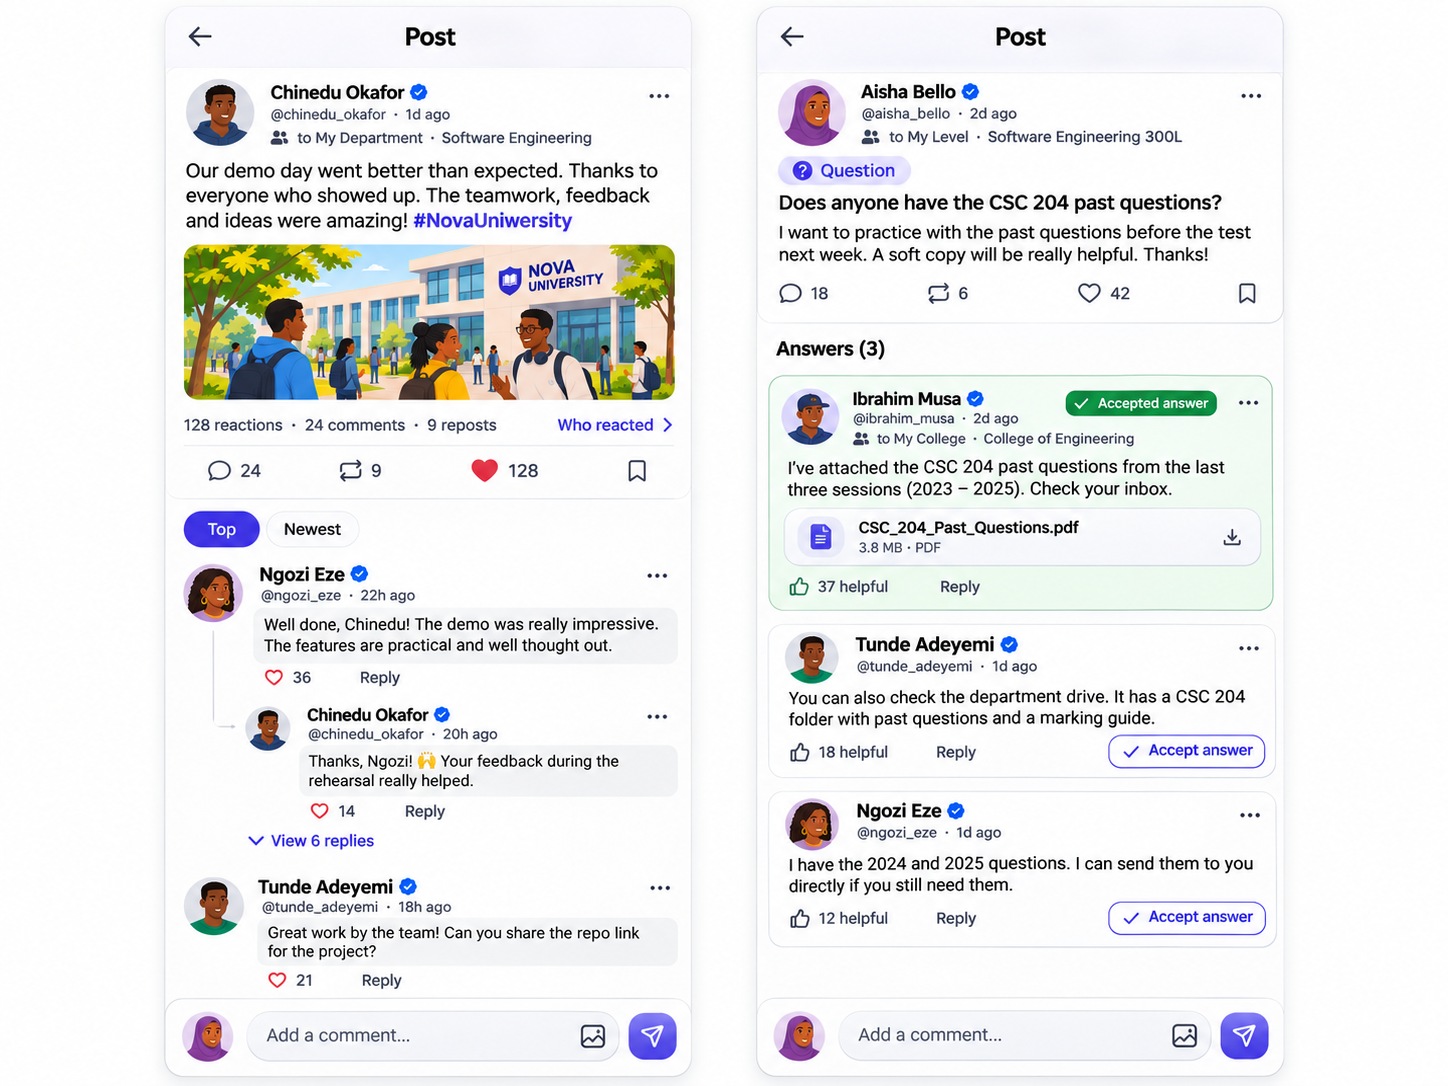 Post
Chinedu Okafor
@chinedu_okafor · 1d ago
to My Department · Software Engineering
Our demo day went better than expected. Thanks to
everyone who showed up. The teamwork, feedback
and ideas were amazing! #NovaUniwersity
NOVA
UNIVERSITY
128 reactions · 24 comments · 9 reposts
Who reacted
24
9
128
Top
Newest
Ngozi Eze
@ngozi_eze · 22h ago
Well done, Chinedu! The demo was really impressive.
The features are practical and well thought out.
36
Reply
Chinedu Okafor
@chinedu_okafor · 20h ago
Thanks, Ngozi! 🙌 Your feedback during the
rehearsal really helped.
14
Reply
View 6 replies
Tunde Adeyemi
@tunde_adeyemi · 18h ago
Great work by the team! Can you share the repo link
for the project?
21
Reply
Add a comment...
Post
Aisha Bello
@aisha_bello · 2d ago
to My Level · Software Engineering 300L
Question
Does anyone have the CSC 204 past questions?
I want to practice with the past questions before the test
next week. A soft copy will be really helpful. Thanks!
18
6
42
Answers (3)
Ibrahim Musa
Accepted answer
@ibrahim_musa · 2d ago
to My College · College of Engineering
I've attached the CSC 204 past questions from the last
three sessions (2023 – 2025). Check your inbox.
CSC_204_Past_Questions.pdf
3.8 MB · PDF
37 helpful
Reply
Tunde Adeyemi
@tunde_adeyemi · 1d ago
You can also check the department drive. It has a CSC 204
folder with past questions and a marking guide.
18 helpful
Reply
Accept answer
Ngozi Eze
@ngozi_eze · 1d ago
I have the 2024 and 2025 questions. I can send them to you
directly if you still need them.
12 helpful
Reply
Accept answer
Add a comment...